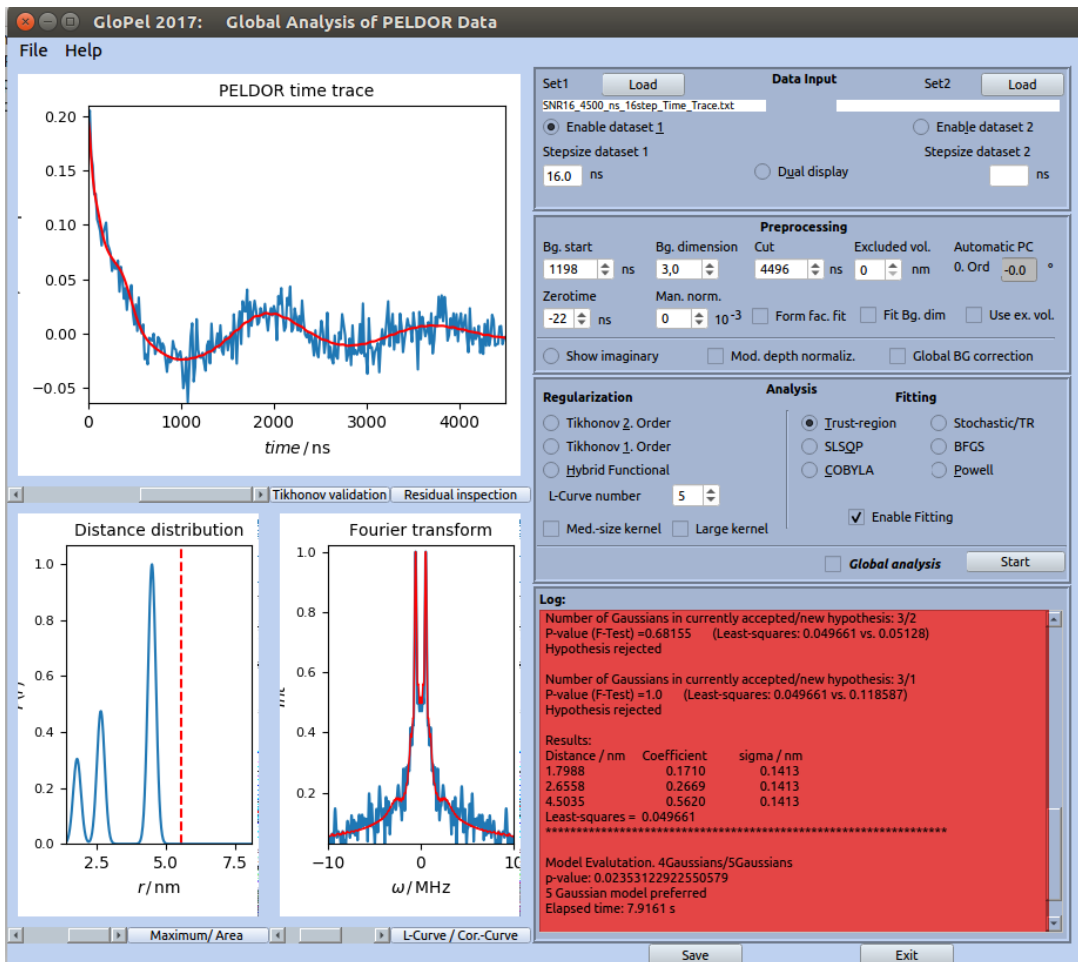 GloPel 2017: Global Analysis of PELDOR Data
File Help
PELDOR time trace
0.20
0.15
0.10
0.05
0.00
−0.05
0 1000 2000 3000 4000
time / ns
Tikhonov validation Residual inspection
Distance distribution
1.0
0.8
0.6
0.4
0.2
0.0
2.5 5.0 7.5
r / nm
Maximum/ Area
Fourier transform
1.0
0.8
0.6
0.4
0.2
−10 0 10
ω / MHz
L-Curve / Cor.-Curve
Data Input
Set1 Load Set2 Load
SNR16_4500_ns_16step_Time_Trace.txt
Enable dataset 1 Enable dataset 2
Stepsize dataset 1 Stepsize dataset 2
16.0 ns Dual display ns
Preprocessing
Bg. start Bg. dimension Cut Excluded vol. Automatic PC
1198 ns 3,0 4496 ns 0 nm 0. Ord -0.0 °
Zerotime Man. norm.
-22 ns 0 10-3 Form fac. fit Fit Bg. dim Use ex. vol.
Show imaginary Mod. depth normaliz. Global BG correction
Analysis
Regularization Fitting
Tikhonov 2. Order Trust-region Stochastic/TR
Tikhonov 1. Order SLSQP BFGS
Hybrid Functional COBYLA Powell
L-Curve number 5
Enable Fitting
Med.-size kernel Large kernel
Global analysis Start
Log:
Number of Gaussians in currently accepted/new hypothesis: 3/2
P-value (F-Test) =0.68155 (Least-squares: 0.049661 vs. 0.05128)
Hypothesis rejected
Number of Gaussians in currently accepted/new hypothesis: 3/1
P-value (F-Test) =1.0 (Least-squares: 0.049661 vs. 0.118587)
Hypothesis rejected
Results:
Distance / nm Coefficient sigma / nm
1.7988 0.1710 0.1413
2.6558 0.2669 0.1413
4.5035 0.5620 0.1413
Least-squares = 0.049661
*******************************************************************
Model Evalutation. 4Gaussians/5Gaussians
p-value: 0.02353122922550579
5 Gaussian model preferred
Elapsed time: 7.9161 s
Save Exit